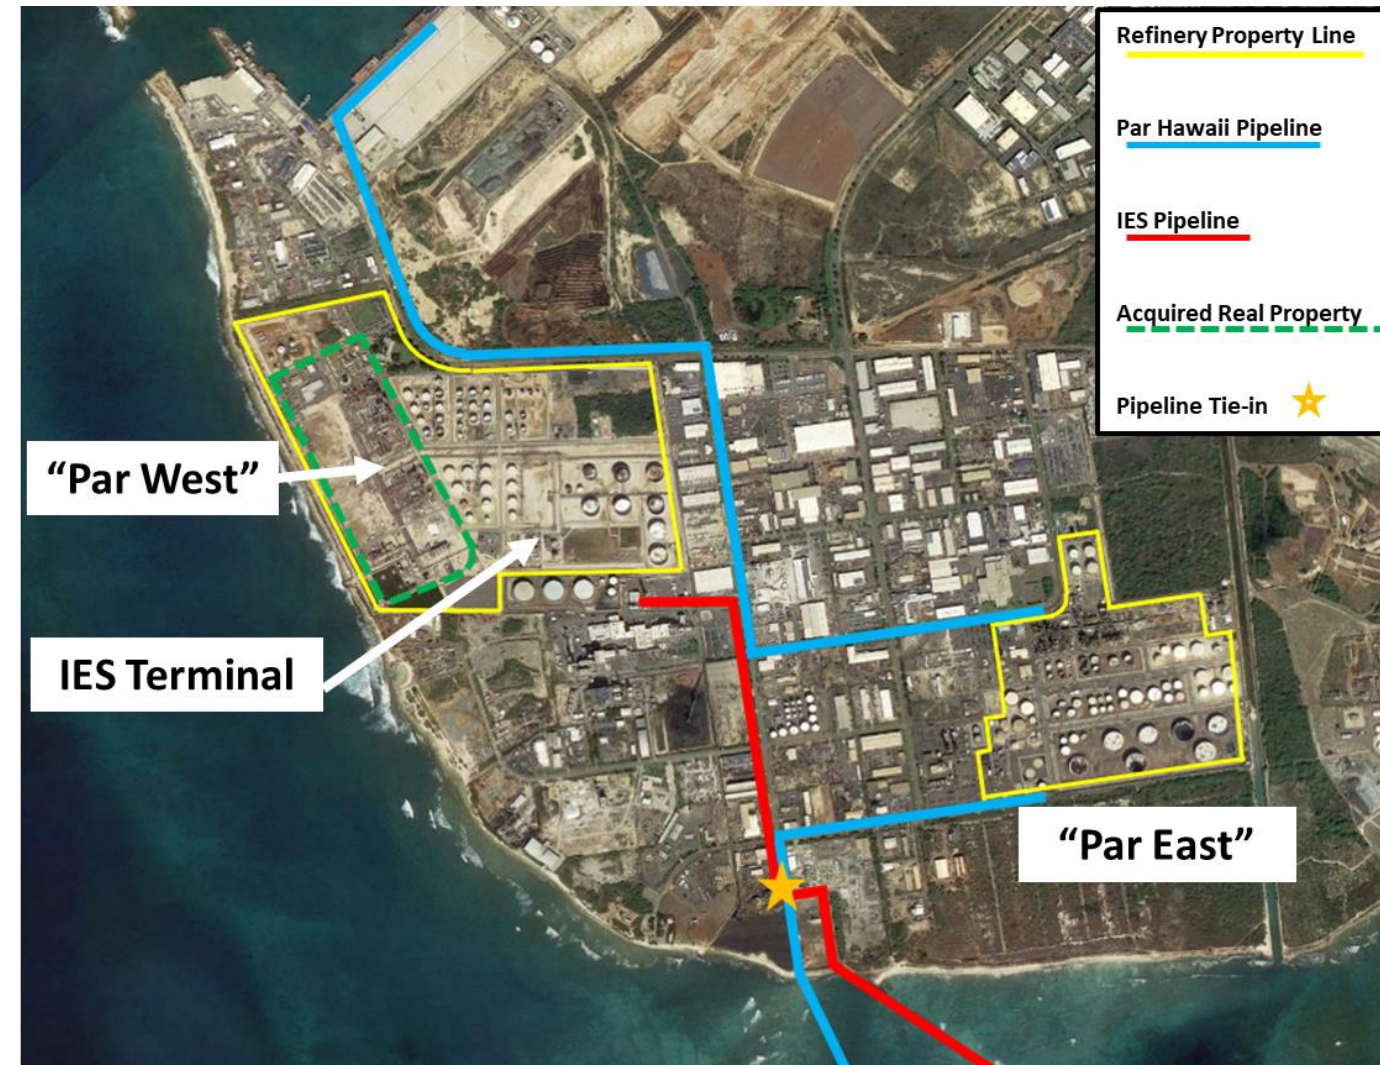 Refinery Property Line
Par Hawaii Pipeline
IES Pipeline
Acquired Real Property
Pipeline Tie-in
“Par West”
IES Terminal
“Par East”